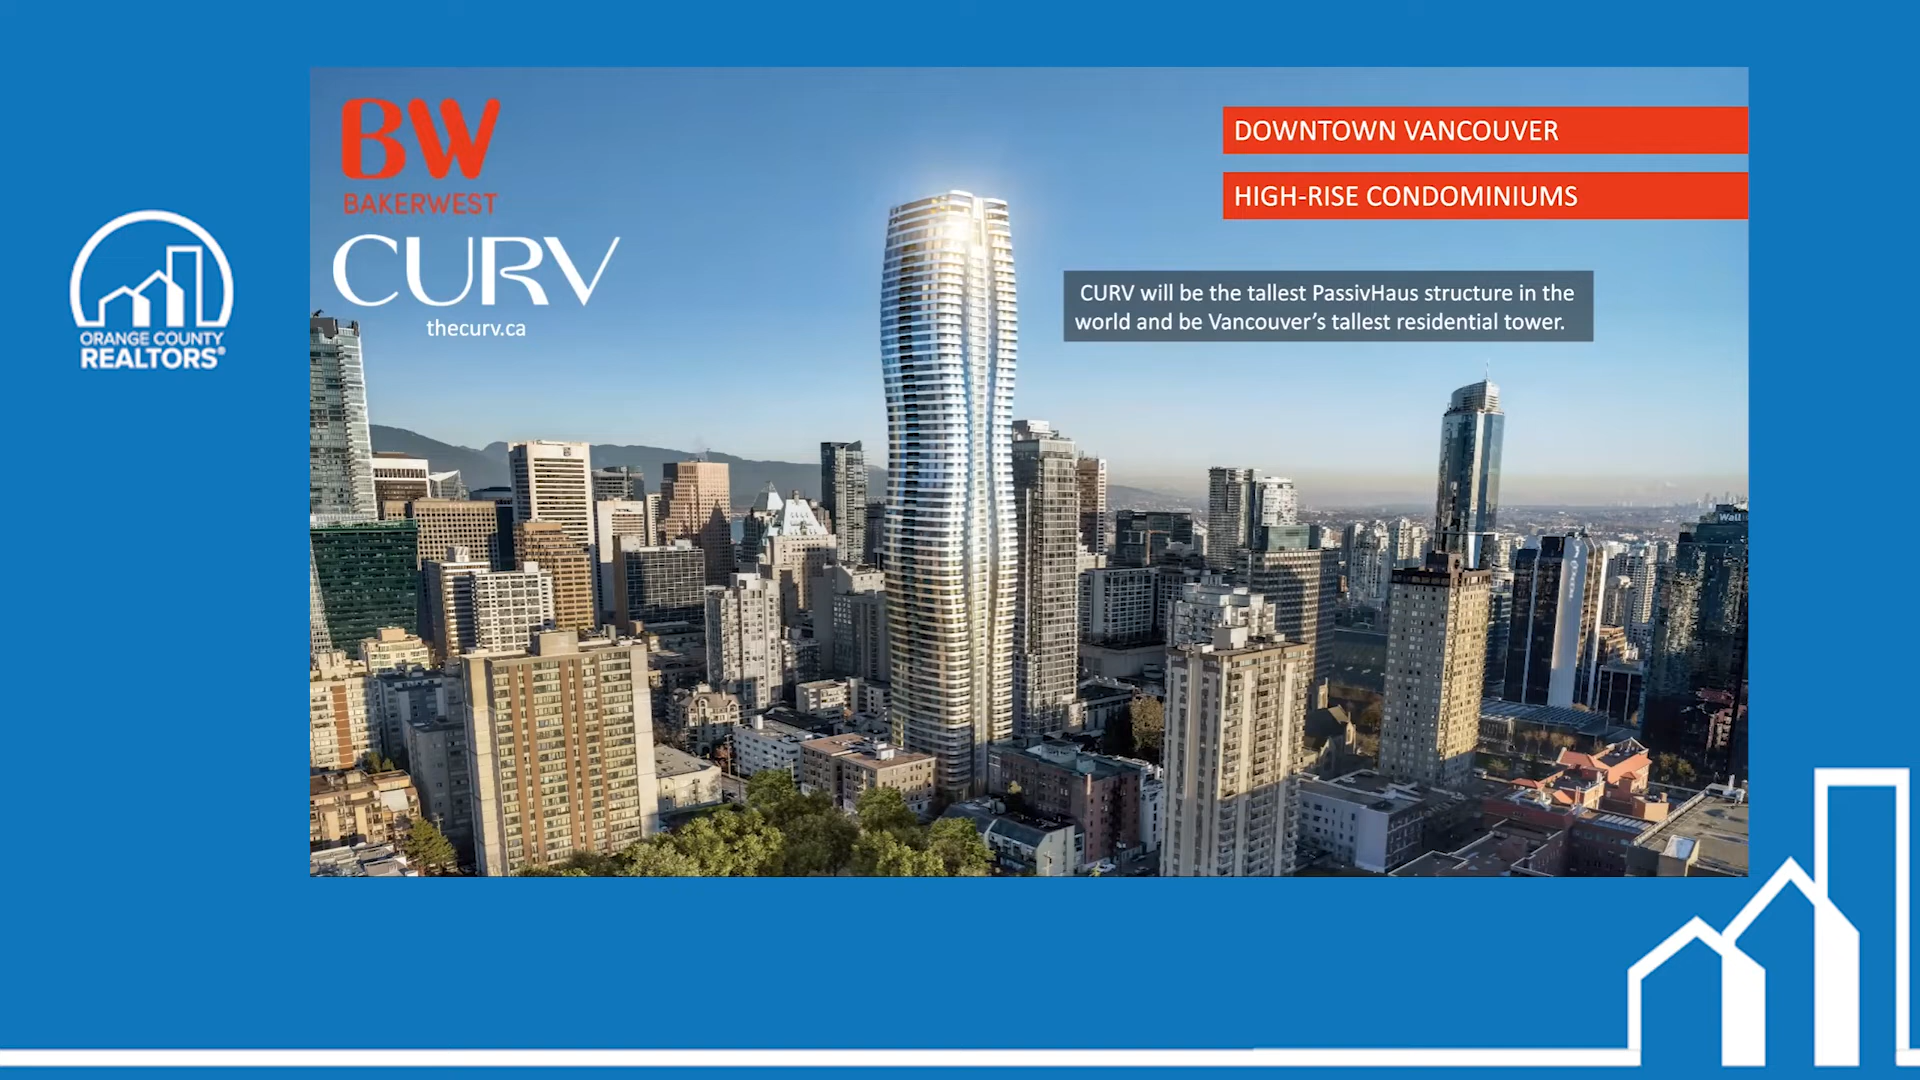 BW
BAKERWEST
CURV
thecurv.ca
DOWNTOWN VANCOUVER
HIGH-RISE CONDOMINIUMS
CURV will be the tallest PassivHaus structure in the
world and be Vancouver’s tallest residential tower.
ORANGE COUNTY
REALTORS®
Wall